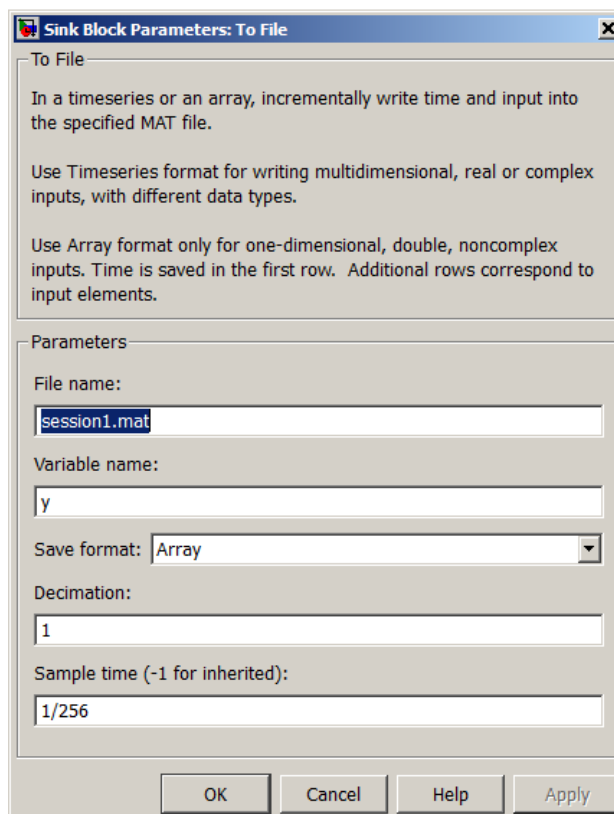 Sink Block Parameters: To File
To File
In a timeseries or an array, incrementally write time and input into
the specified MAT file.
Use Timeseries format for writing multidimensional, real or complex
inputs, with different data types.
Use Array format only for one-dimensional, double, noncomplex
inputs. Time is saved in the first row.  Additional rows correspond to
input elements.
Parameters
File name:
session1.mat
Variable name:
y
Save format: Array
Decimation:
1
Sample time (-1 for inherited):
1/256
OK Cancel Help Apply